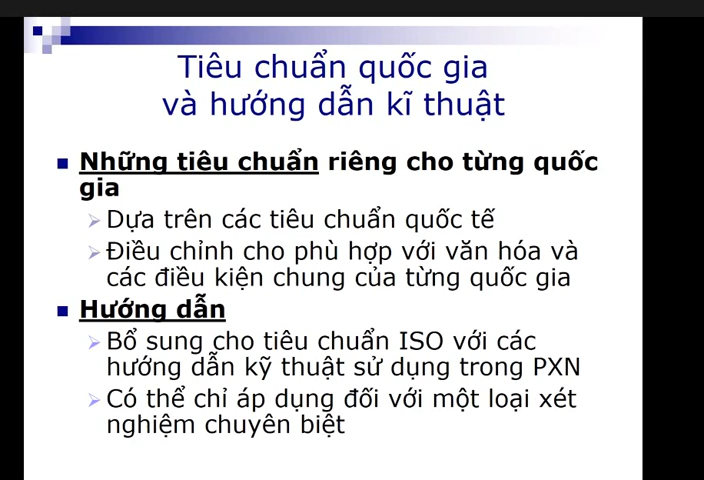 Tiêu chuẩn quốc gia
và hướng dẫn kĩ thuật
Những tiêu chuẩn riêng cho từng quốc
gia
Dựa trên các tiêu chuẩn quốc tế
Điều chỉnh cho phù hợp với văn hóa và
các điều kiện chung của từng quốc gia
Hướng dẫn
Bổ sung cho tiêu chuẩn ISO với các
hướng dẫn kỹ thuật sử dụng trong PXN
Có thể chỉ áp dụng đối với một loại xét
nghiệm chuyên biệt